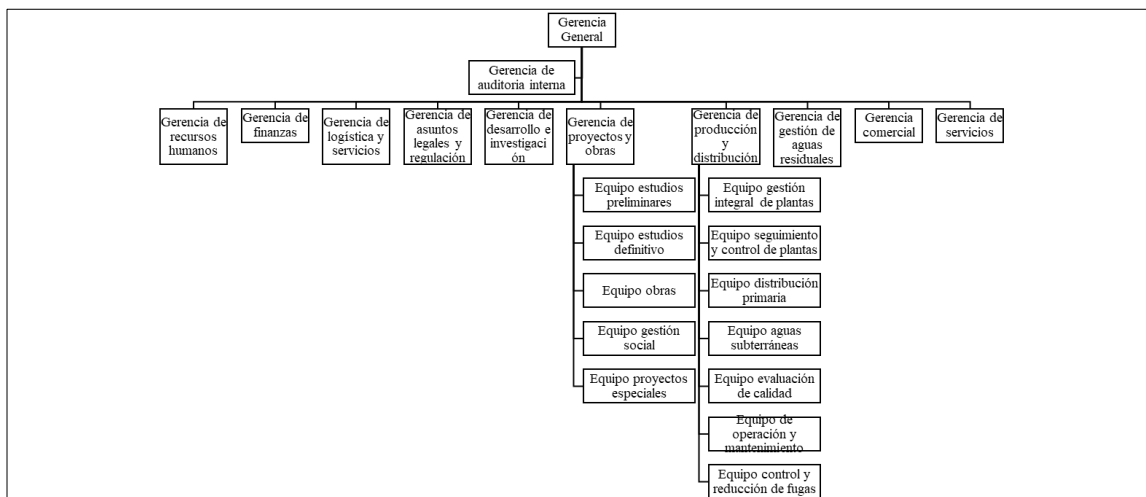 Gerencia
General
Gerencia de
auditoria interna
Gerencia de
recursos
humanos
Gerencia de
finanzas
Gerencia de
logística y
servicios
Gerencia de
asuntos
legales y
regulación
Gerencia de
desarrollo e
investigaci
ón
Gerencia de
proyectos y
obras
Gerencia de
producción
y
distribución
Gerencia de
gestión de
aguas
residuales
Gerencia
comercial
Gerencia de
servicios
Equipo estudios
preliminares
Equipo estudios
definitivo
Equipo obras
Equipo gestión
social
Equipo proyectos
especiales
Equipo gestión
integral de plantas
Equipo seguimiento
y control de plantas
Equipo distribución
primaria
Equipo aguas
subterráneas
Equipo evaluación
de calidad
Equipo de
operación y
mantenimiento
Equipo control y
reducción de fugas